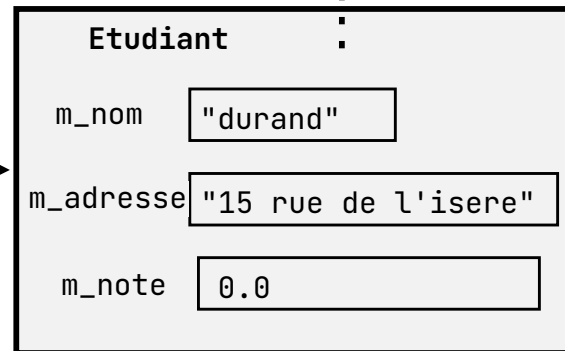 Etudiant :
m_nom "durand"
m_adresse "15 rue de l'isere"
m_note 0.0